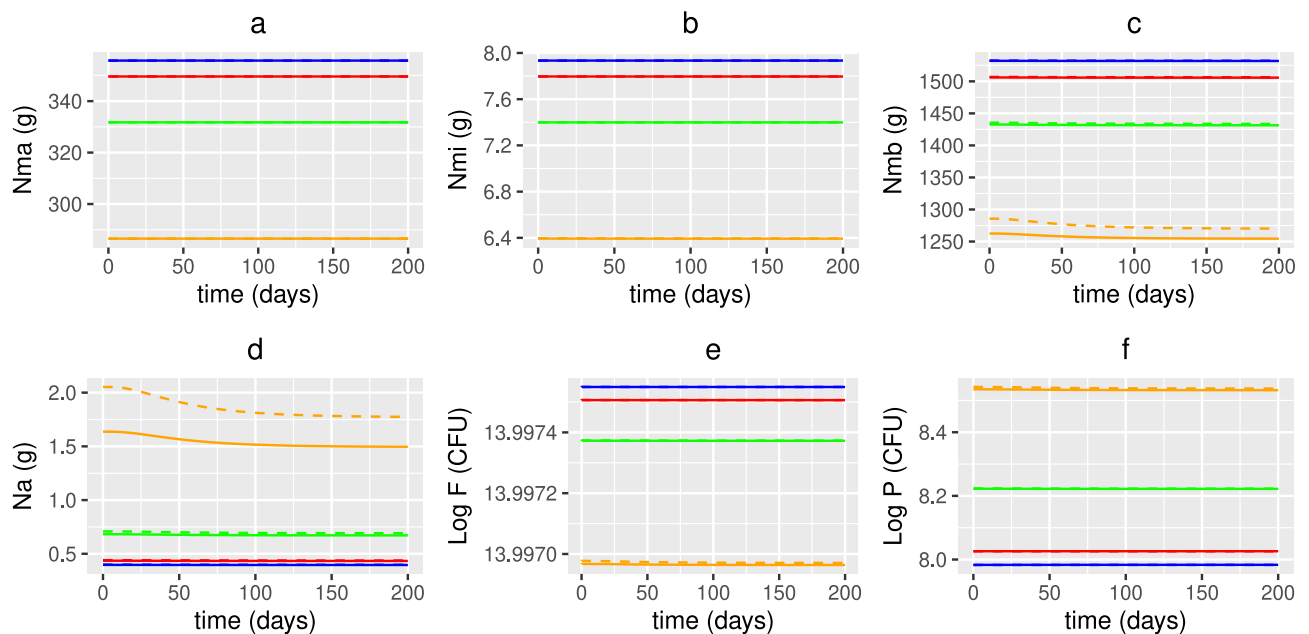 a
Nma (g)
340
320
300
0 50 100 150 200
time (days)
b
Nmi (g)
8.0
7.6
7.2
6.8
6.4
0 50 100 150 200
time (days)
c
Nmb (g)
1500
1450
1400
1350
1300
1250
0 50 100 150 200
time (days)
d
Na (g)
2.0
1.5
1.0
0.5
0 50 100 150 200
time (days)
e
Log F (CFU)
13.9974
13.9972
13.9970
0 50 100 150 200
time (days)
f
Log P (CFU)
8.4
8.2
8.0
0 50 100 150 200
time (days)